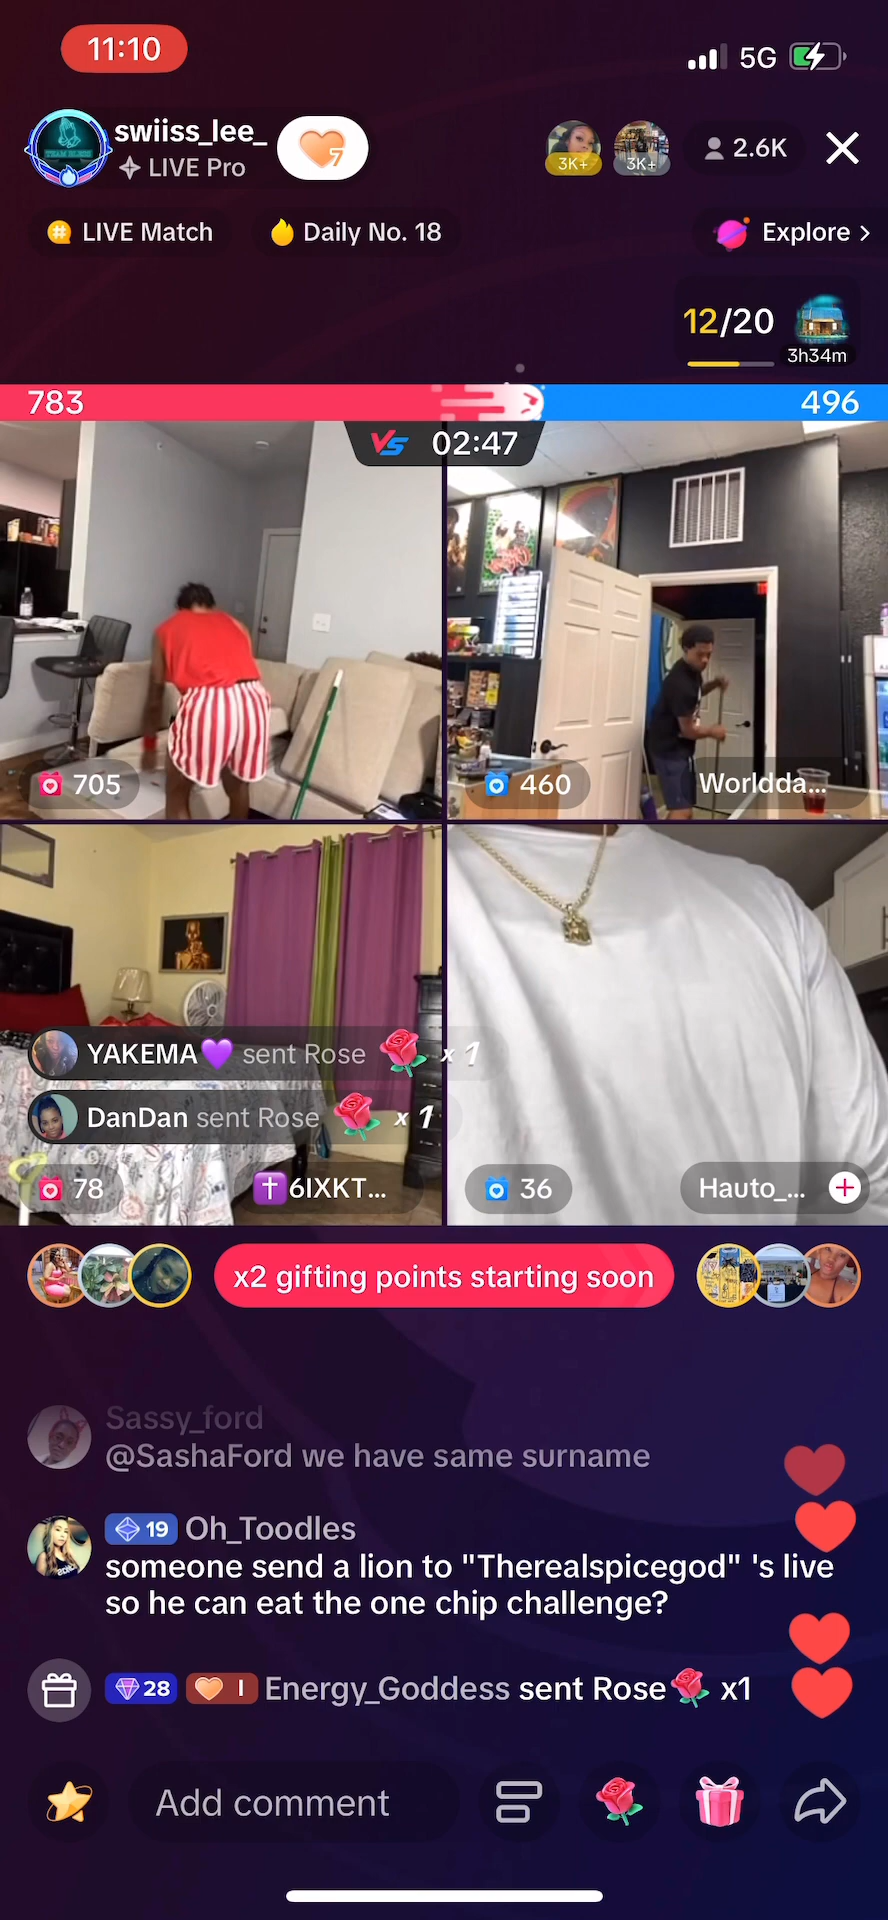 11:10
5G
swiiss_lee_
LIVE Pro
7
3K+
3K+
2.6K
LIVE Match
Daily No. 18
Explore >
12/20
3h34m
783
496
VS 02:47
705
460
Worldda...
YAKEMA💜 sent Rose x 1
DanDan sent Rose x 1
78
✝️6IXKT...
36
Hauto_...
x2 gifting points starting soon
Sassy_ford
@SashaFord we have same surname
19 Oh_Toodles
someone send a lion to "Therealspicegod" 's live
so he can eat the one chip challenge?
28 I Energy_Goddess sent Rose x1
Add comment